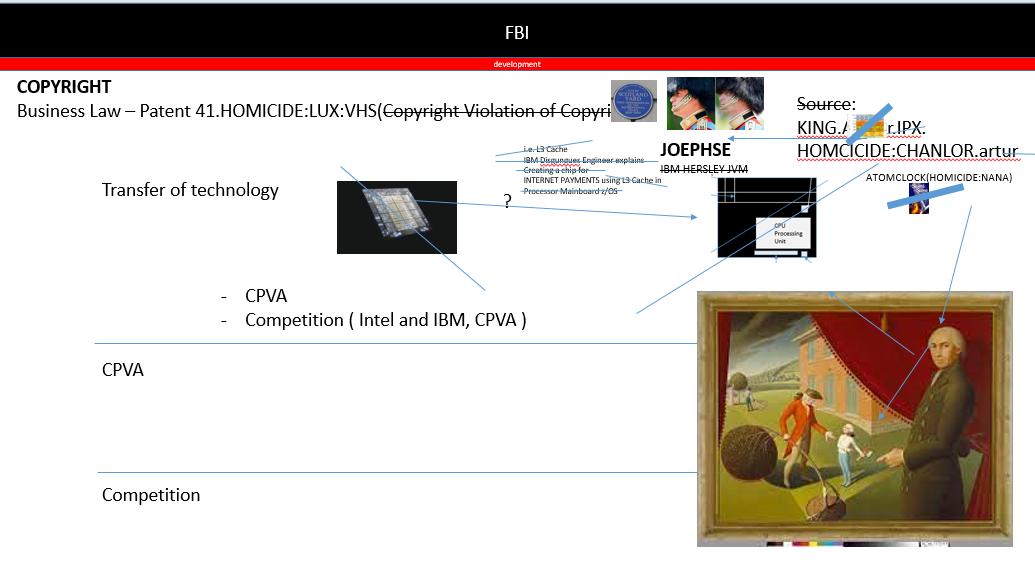 FBI
development
COPYRIGHT
Business Law – Patent 41.HOMICIDE:LUX:VHS(Copyright Violation of Copyri
SCOTLAND
YARD
Source:
KING.A r.IPX.
HOMCICIDE:CHANLOR.artur
i.e. L3 Cache
IBM Disgungues Engineer explains
Creating a chip for
INTERNET PAYMENTS using L3 Cache in
Processor Mainboard z/OS
JOEPHSE
IBM HERSLEY JVM
ATOMCLOCK(HOMICIDE:NANA)
Transfer of technology
?
CPU
Processing
Unit
- CPVA
- Competition ( Intel and IBM, CPVA )
CPVA
Competition